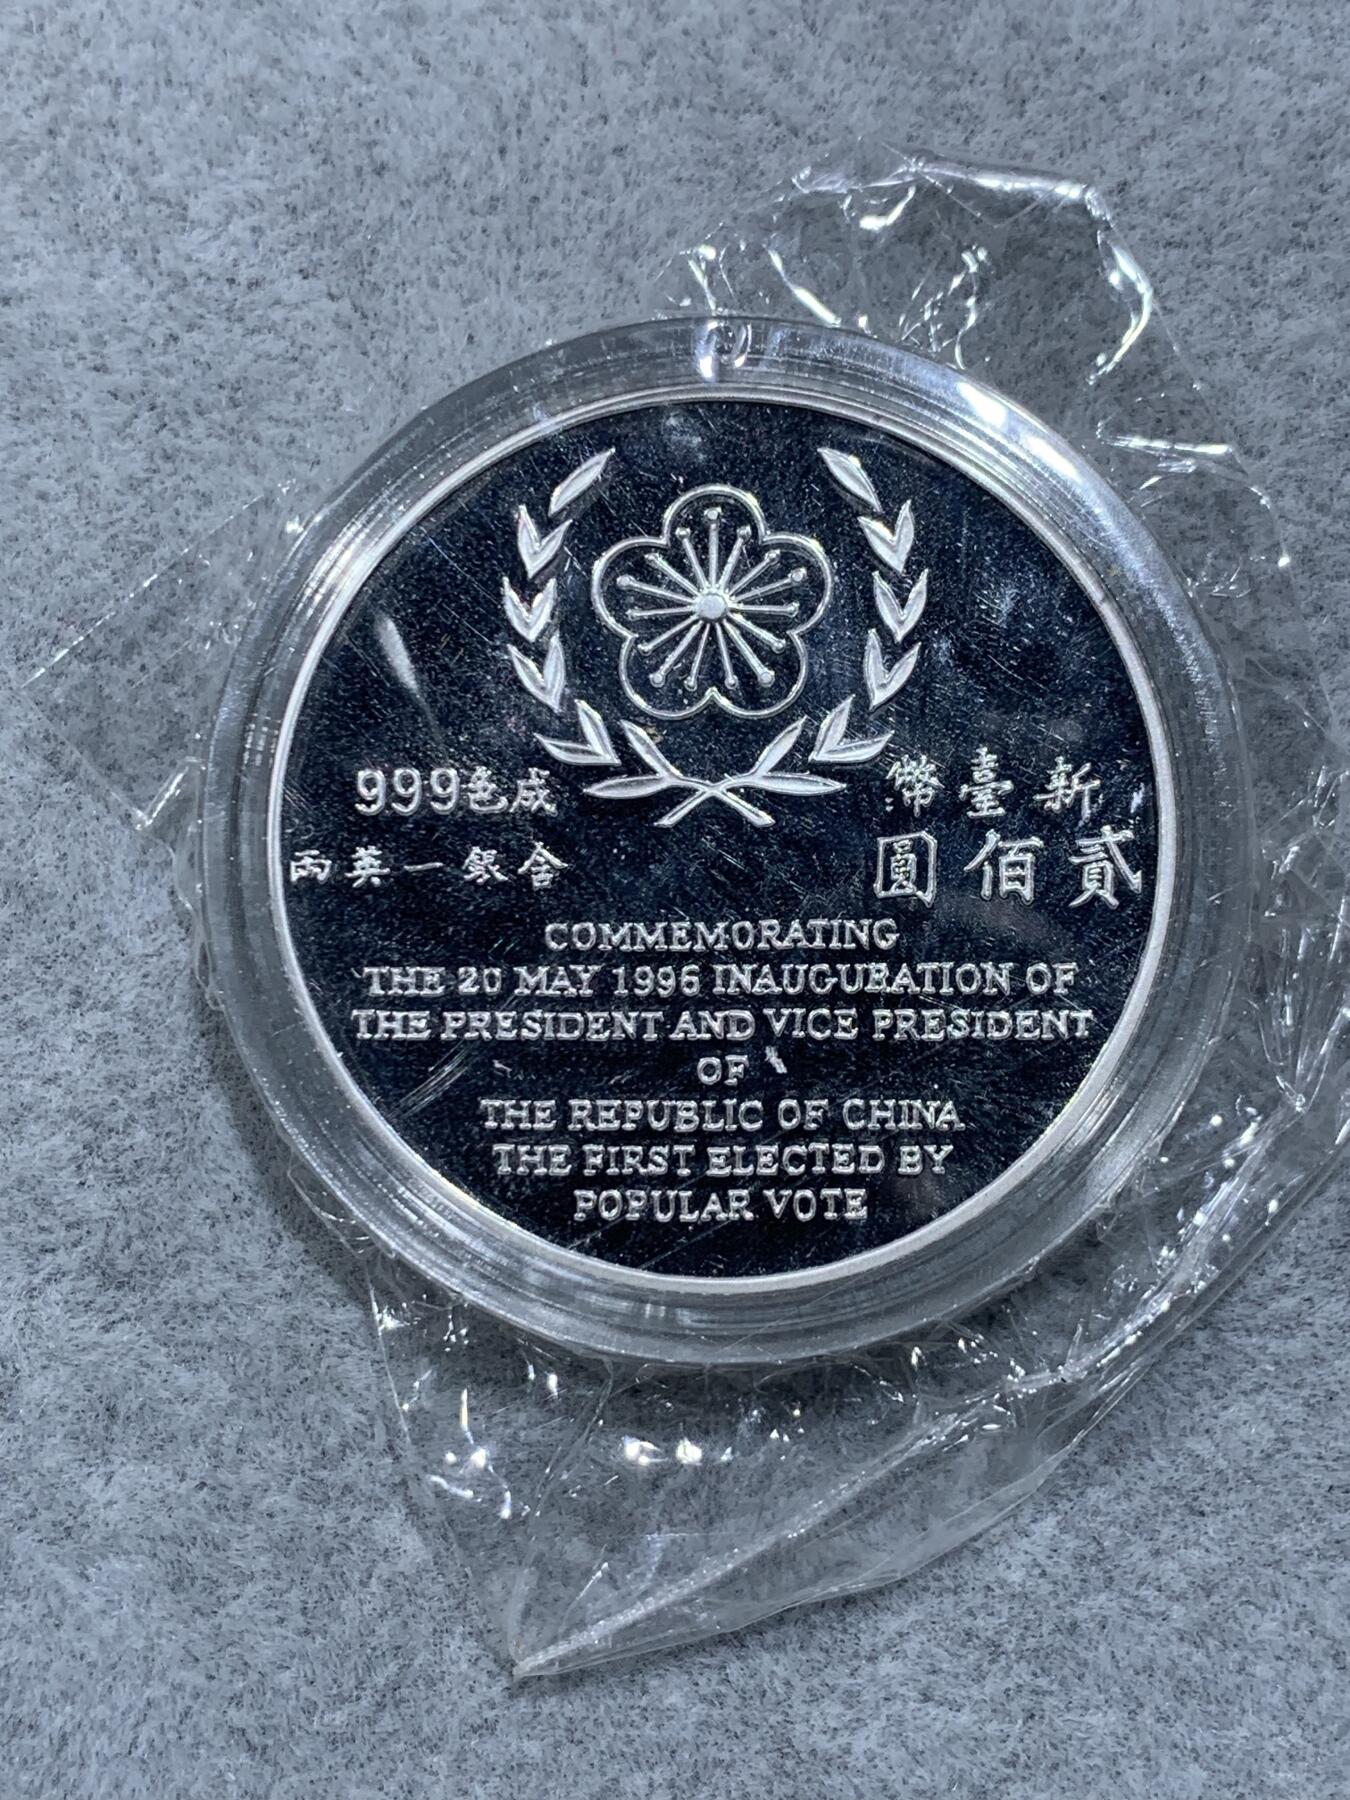 新臺幣
貳佰圓
成色999
含銀一英兩
COMMEMORATING
THE 20 MAY 1996 INAUGURATION OF
THE PRESIDENT AND VICE PRESIDENT
OF
THE REPUBLIC OF CHINA
THE FIRST ELECTED BY
POPULAR VOTE